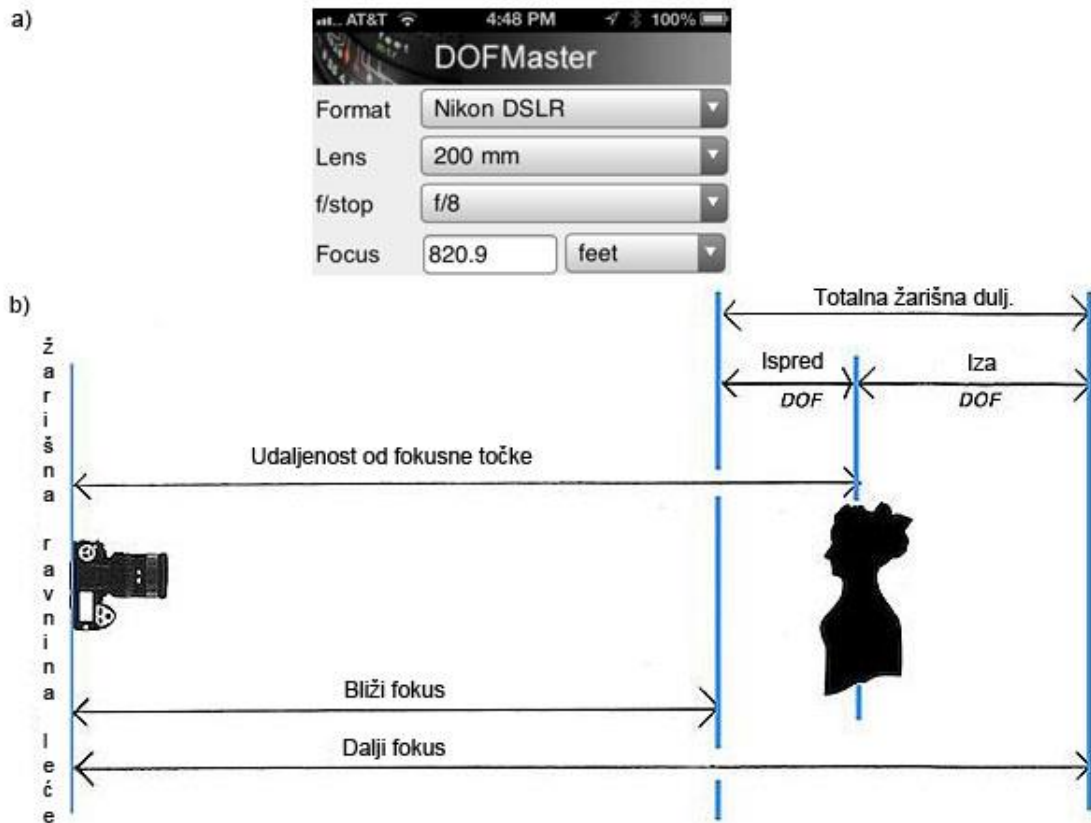 a)
AT&T 4:48 PM 100%
DOFMaster
Format Nikon DSLR
Lens 200 mm
f/stop f/8
Focus 820.9 feet
b)
Totalna žarišna dulj.
Ispred Iza
DOF DOF
Udaljenost od fokusne točke
žarišna ravnina leće
Bliži fokus
Dalji fokus